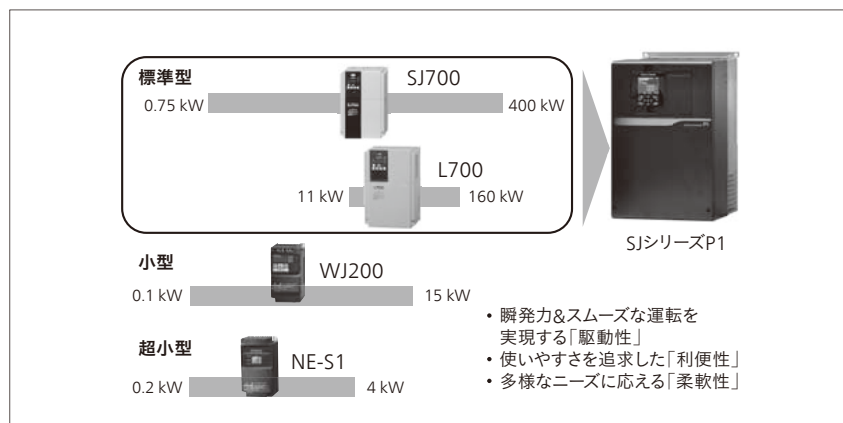 標準型
SJ700
0.75 kW
400 kW
L700
11 kW
160 kW
SJシリーズP1
小型
WJ200
0.1 kW
15 kW
超小型
NE-S1
0.2 kW
4 kW
• 瞬発力&スムーズな運転を
実現する「駆動性」
• 使いやすさを追求した「利便性」
• 多様なニーズに応える「柔軟性」